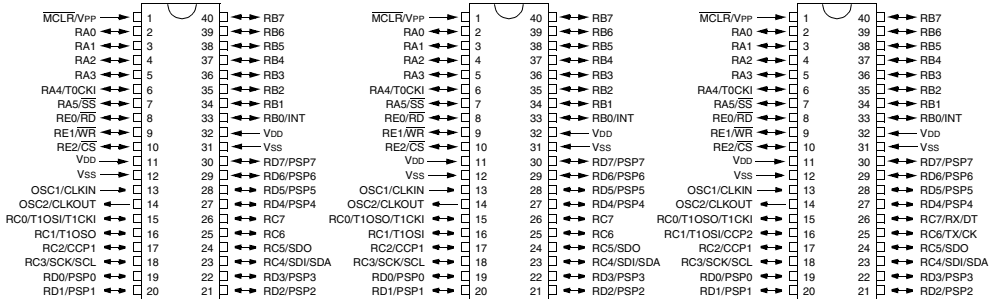 MCLR/VPP 1 40 RB7 MCLR/VPP 1 40 RB7 MCLR/VPP 1 40 RB7
RA0 2 39 RB6 RA0 2 39 RB6 RA0 2 39 RB6
RA1 3 38 RB5 RA1 3 38 RB5 RA1 3 38 RB5
RA2 4 37 RB4 RA2 4 37 RB4 RA2 4 37 RB4
RA3 5 36 RB3 RA3 5 36 RB3 RA3 5 36 RB3
RA4/T0CKI 6 35 RB2 RA4/T0CKI 6 35 RB2 RA4/T0CKI 6 35 RB2
RA5/SS 7 34 RB1 RA5/SS 7 34 RB1 RA5/SS 7 34 RB1
RE0/RD 8 33 RB0/INT RE0/RD 8 33 RB0/INT RE0/RD 8 33 RB0/INT
RE1/WR 9 32 VDD RE1/WR 9 32 VDD RE1/WR 9 32 VDD
RE2/CS 10 31 VSS RE2/CS 10 31 VSS RE2/CS 10 31 VSS
VDD 11 30 RD7/PSP7 VDD 11 30 RD7/PSP7 VDD 11 30 RD7/PSP7
VSS 12 29 RD6/PSP6 VSS 12 29 RD6/PSP6 VSS 12 29 RD6/PSP6
OSC1/CLKIN 13 28 RD5/PSP5 OSC1/CLKIN 13 28 RD5/PSP5 OSC1/CLKIN 13 28 RD5/PSP5
OSC2/CLKOUT 14 27 RD4/PSP4 OSC2/CLKOUT 14 27 RD4/PSP4 OSC2/CLKOUT 14 27 RD4/PSP4
RC0/T1OSI/T1CKI 15 26 RC7 RC0/T1OSO/T1CKI 15 26 RC7 RC0/T1OSO/T1CKI 15 26 RC7/RX/DT
RC1/T1OSO 16 25 RC6 RC1/T1OSI 16 25 RC6 RC1/T1OSI/CCP2 16 25 RC6/TX/CK
RC2/CCP1 17 24 RC5/SDO RC2/CCP1 17 24 RC5/SDO RC2/CCP1 17 24 RC5/SDO
RC3/SCK/SCL 18 23 RC4/SDI/SDA RC3/SCK/SCL 18 23 RC4/SDI/SDA RC3/SCK/SCL 18 23 RC4/SDI/SDA
RD0/PSP0 19 22 RD3/PSP3 RD0/PSP0 19 22 RD3/PSP3 RD0/PSP0 19 22 RD3/PSP3
RD1/PSP1 20 21 RD2/PSP2 RD1/PSP1 20 21 RD2/PSP2 RD1/PSP1 20 21 RD2/PSP2